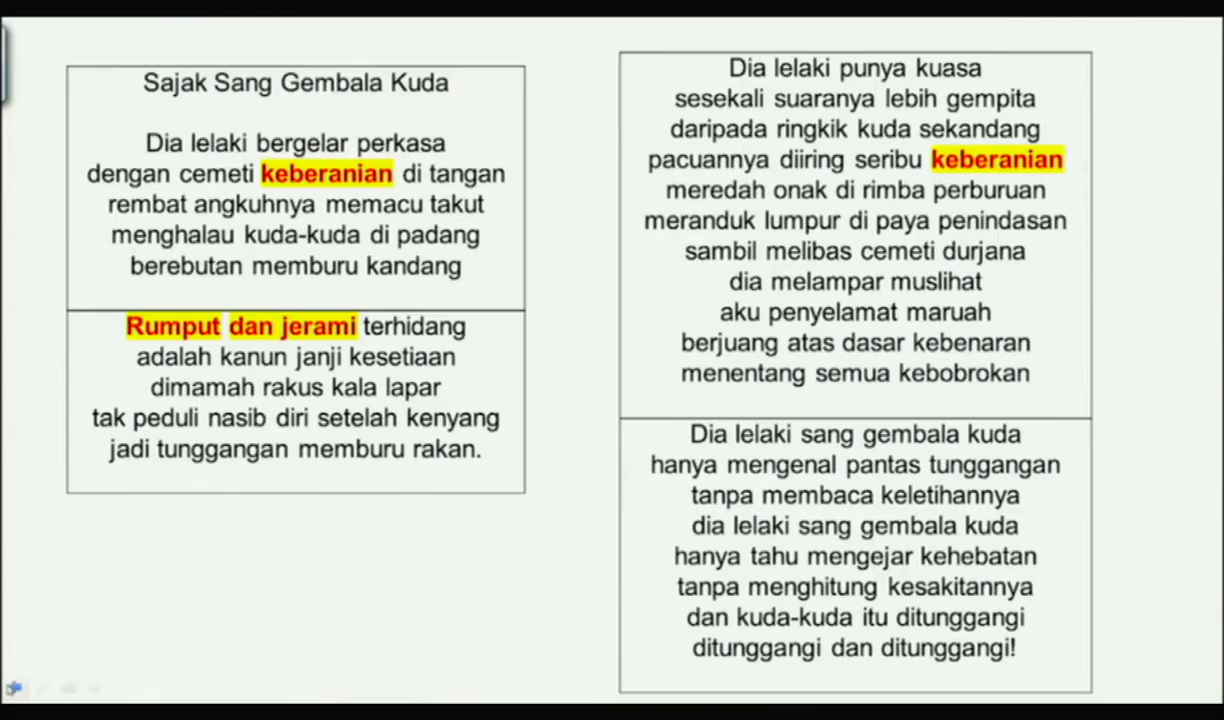 Sajak Sang Gembala Kuda
Dia lelaki bergelar perkasa
dengan cemeti keberanian di tangan
rembat angkuhnya memacu takut
menghalau kuda-kuda di padang
berebutan memburu kandang
Rumput dan jerami terhidang
adalah kanun janji kesetiaan
dimamah rakus kala lapar
tak peduli nasib diri setelah kenyang
jadi tunggangan memburu rakan.
Dia lelaki punya kuasa
sesekali suaranya lebih gempita
daripada ringkik kuda sekandang
pacuannya diiring seribu keberanian
meredah onak di rimba perburuan
meranduk lumpur di paya penindasan
sambil melibas cemeti durjana
dia melampar muslihat
aku penyelamat maruah
berjuang atas dasar kebenaran
menentang semua kebobrokan
Dia lelaki sang gembala kuda
hanya mengenal pantas tunggangan
tanpa membaca keletihannya
dia lelaki sang gembala kuda
hanya tahu mengejar kehebatan
tanpa menghitung kesakitannya
dan kuda-kuda itu ditunggangi
ditunggangi dan ditunggangi!